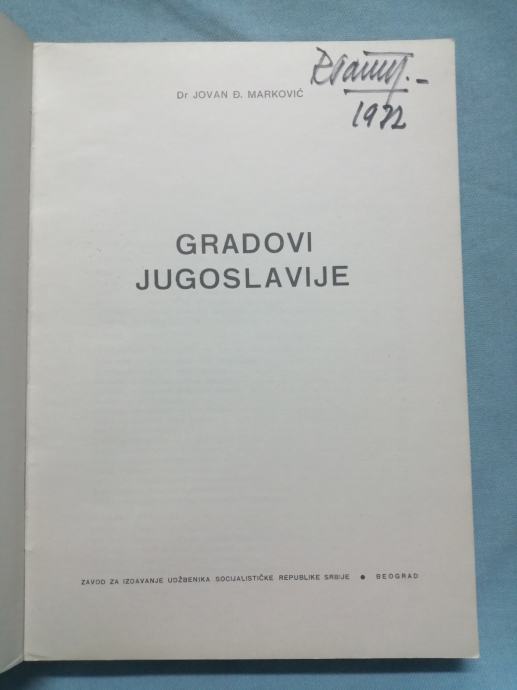 Dr JOVAN Đ. MARKOVIĆ
1972
GRADOVI
JUGOSLAVIJE
ZAVOD ZA IZDAVANJE UDŽBENIKA SOCIJALISTIČKE REPUBLIKE SRBIJE ● BEOGRAD